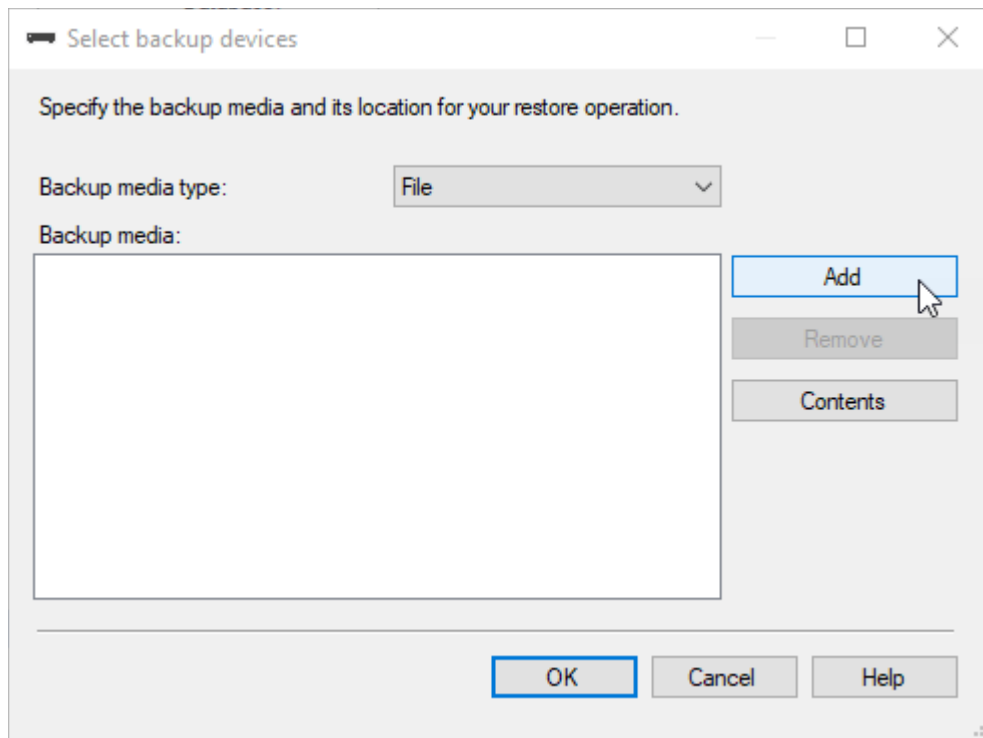 Select backup devices
Specify the backup media and its location for your restore operation.
Backup media type:
File
Backup media:
Add
Remove
Contents
OK
Cancel
Help